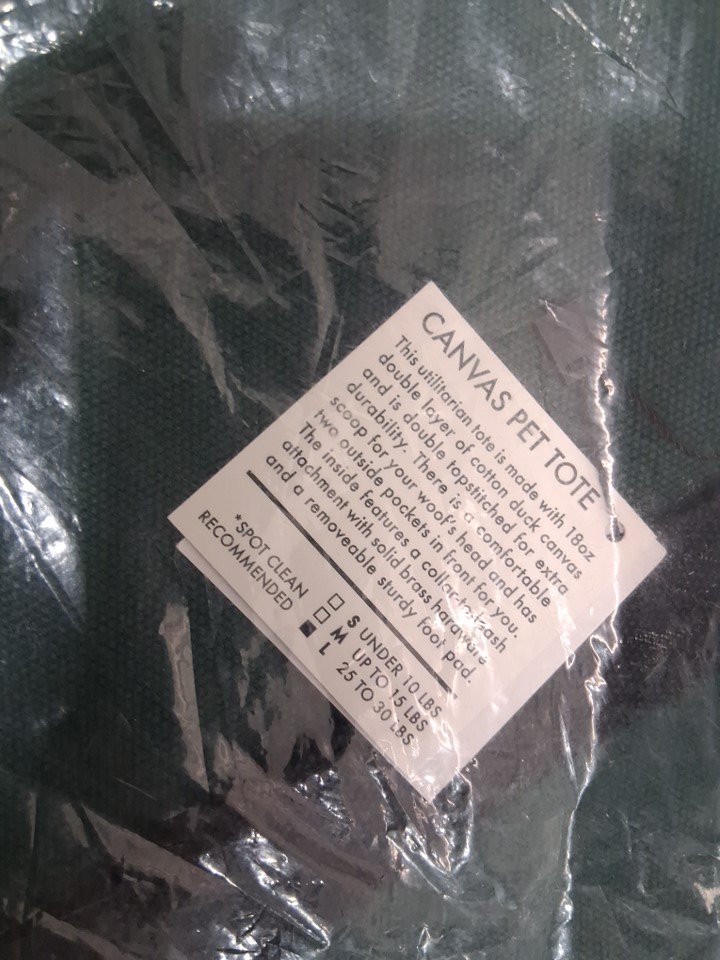 CANVAS PET TOTE
This utilitarian tote is made with 18oz
double layer of cotton duck canvas
and is double topstitched for extra
durability. There is a comfortable
scoop for your woof's head and has
two outside pockets in front for you.
The inside features a collar-to-leash
attachment with solid brass hardware
and a removeable sturdy foot pad.
*SPOT CLEAN
RECOMMENDED
S UNDER 10 LBS
M UP TO 15 LBS
L 25 TO 30 LBS